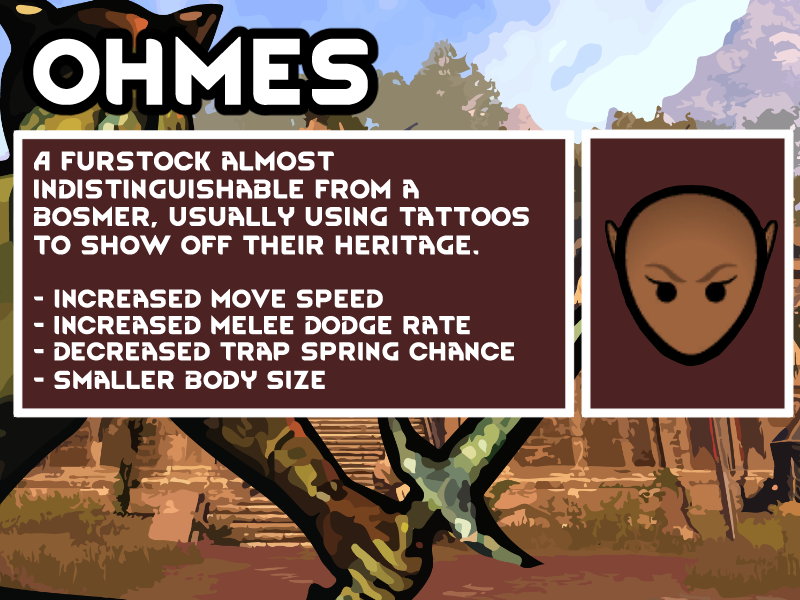 OHMES
A FURSTOCK ALMOST
INDISTINGUISHABLE FROM A
BOSMER, USUALLY USING TATTOOS
TO SHOW OFF THEIR HERITAGE.
- INCREASED MOVE SPEED
- INCREASED MELEE DODGE RATE
- DECREASED TRAP SPRING CHANCE
- SMALLER BODY SIZE